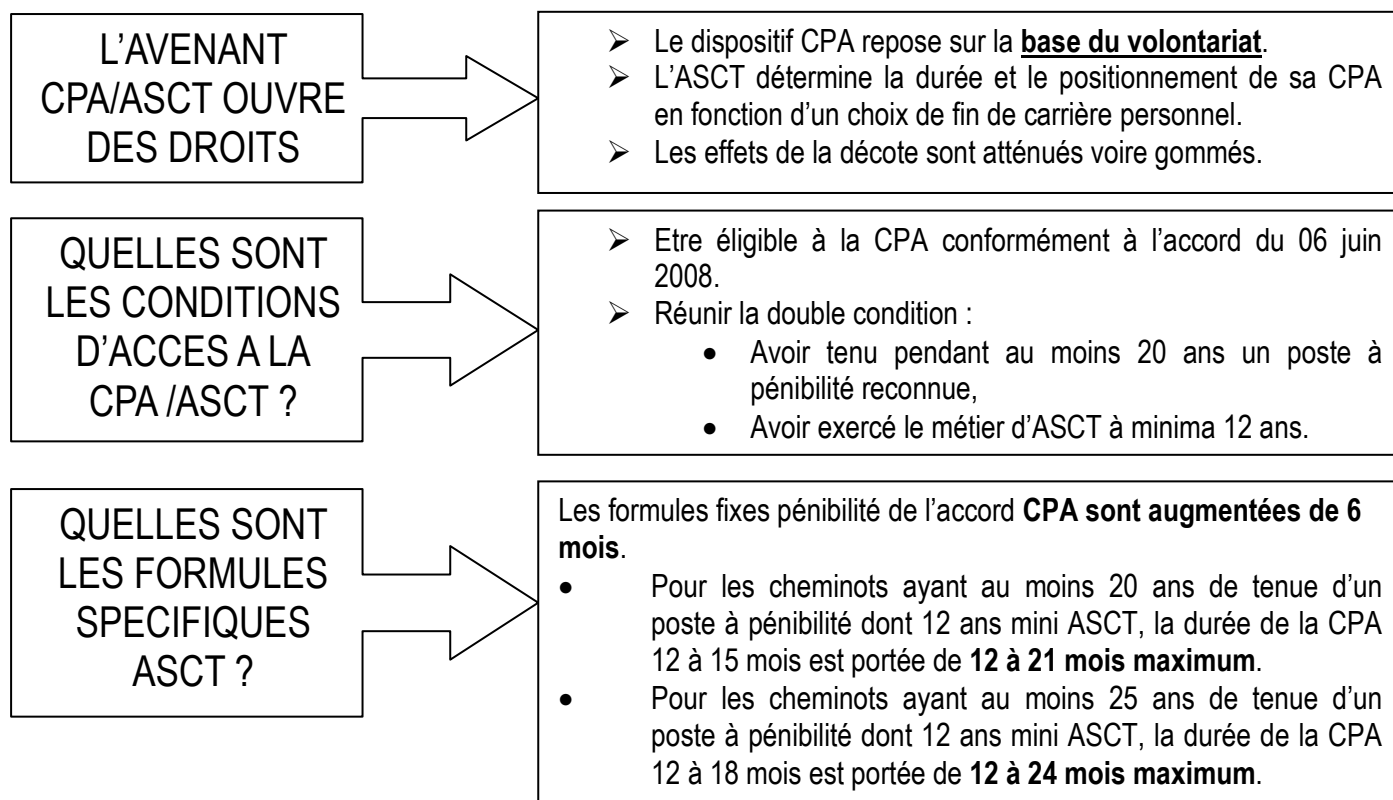 L'AVENANT
CPA/ASCT OUVRE
DES DROITS
➢ Le dispositif CPA repose sur la base du volontariat.
➢ L'ASCT détermine la durée et le positionnement de sa CPA
en fonction d'un choix de fin de carrière personnel.
➢ Les effets de la décote sont atténués voire gommés.
QUELLES SONT
LES CONDITIONS
D'ACCES A LA
CPA /ASCT ?
➢ Etre éligible à la CPA conformément à l'accord du 06 juin
2008.
➢ Réunir la double condition :
• Avoir tenu pendant au moins 20 ans un poste à
pénibilité reconnue,
• Avoir exercé le métier d'ASCT à minima 12 ans.
QUELLES SONT
LES FORMULES
SPECIFIQUES
ASCT ?
Les formules fixes pénibilité de l'accord CPA sont augmentées de 6
mois.
• Pour les cheminots ayant au moins 20 ans de tenue d'un
poste à pénibilité dont 12 ans mini ASCT, la durée de la CPA
12 à 15 mois est portée de 12 à 21 mois maximum.
• Pour les cheminots ayant au moins 25 ans de tenue d'un
poste à pénibilité dont 12 ans mini ASCT, la durée de la CPA
12 à 18 mois est portée de 12 à 24 mois maximum.